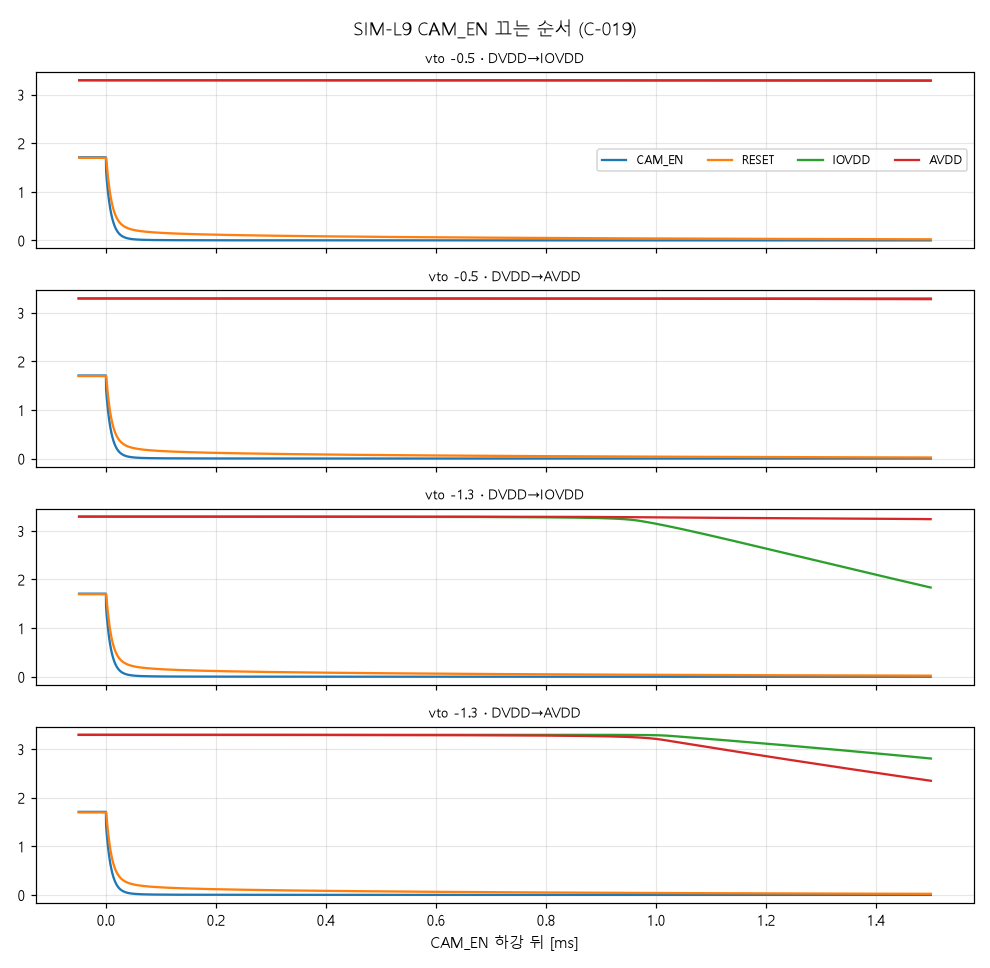 SIM-L9 CAM_EN 끄는 순서 (C-019)
vto -0.5 · DVDD→IOVDD
3
2
1
0
CAM_EN RESET IOVDD AVDD
vto -0.5 · DVDD→AVDD
3
2
1
0
vto -1.3 · DVDD→IOVDD
3
2
1
0
vto -1.3 · DVDD→AVDD
3
2
1
0
0.0 0.2 0.4 0.6 0.8 1.0 1.2 1.4
CAM_EN 하강 뒤 [ms]